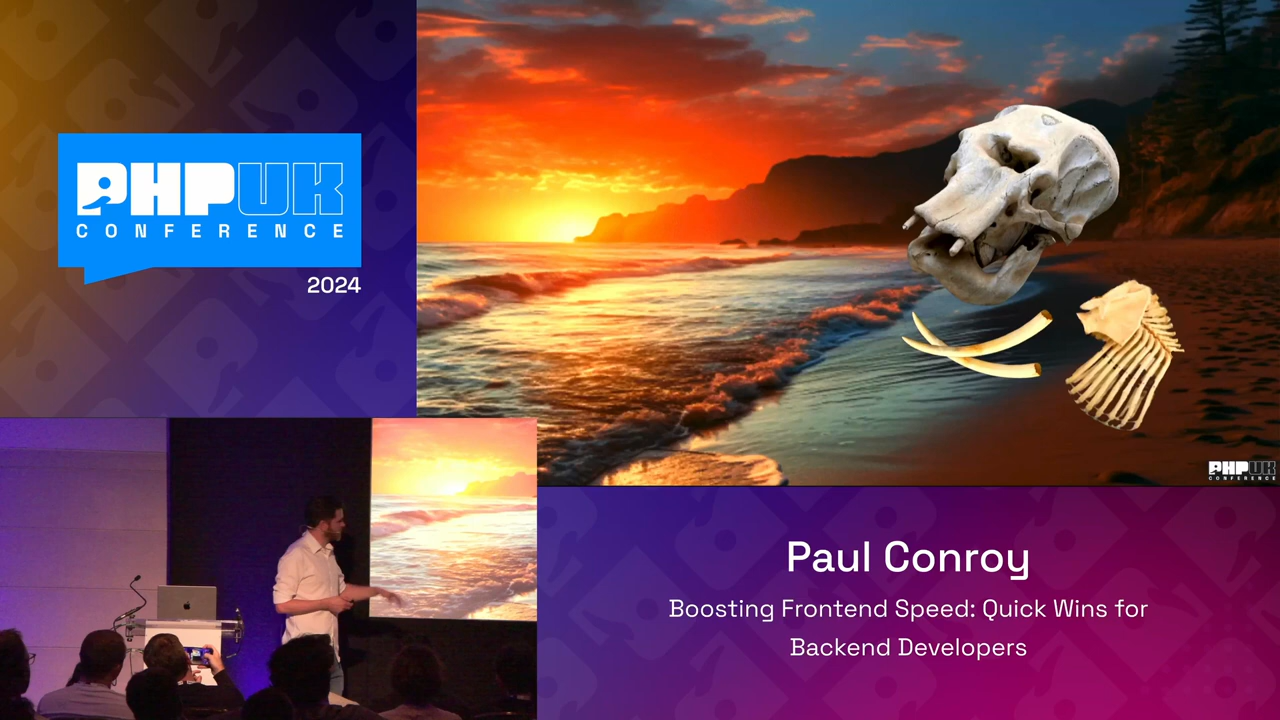 PHPUK
CONFERENCE
2024
PHPUK
CONFERENCE
Paul Conroy
Boosting Frontend Speed: Quick Wins for
Backend Developers